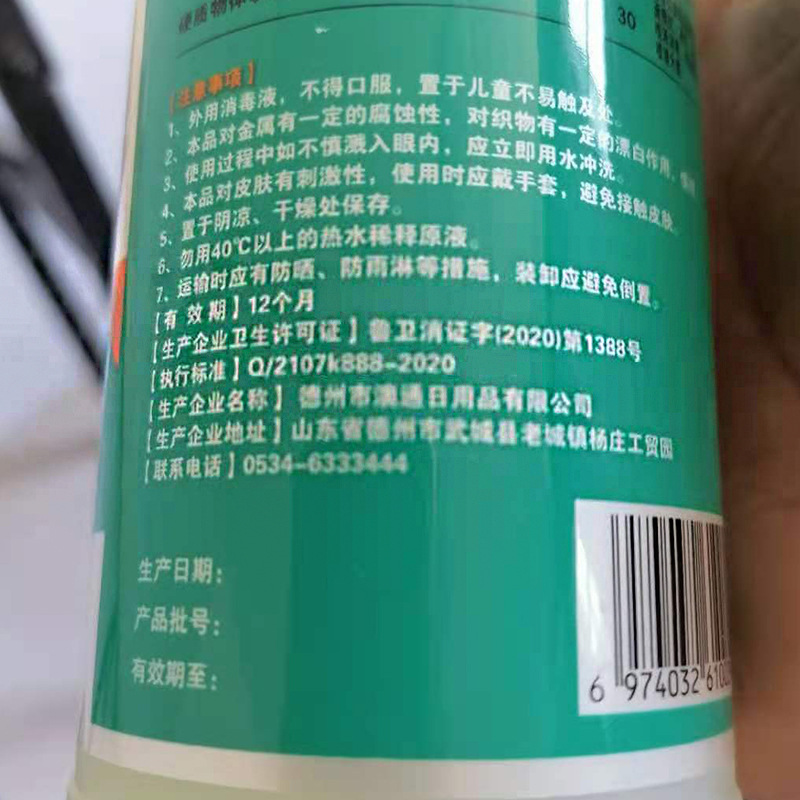 硬质物体
30
【注意事项】
1、外用消毒液，不得口服，置于儿童不易触及处。
2、本品对金属有一定的腐蚀性，对织物有一定的漂白作用，
3、使用过程中如不慎溅入眼内，应立即用水冲洗。
4、本品对皮肤有刺激性，使用时应戴手套，避免接触皮肤。
5、置于阴凉、干燥处保存。
6、勿用40℃以上的热水稀释原液。
7、运输时应有防晒、防雨淋等措施，装卸应避免倒置。
【有 效 期】12个月
【生产企业卫生许可证】鲁卫消证字(2020)第1388号
【执行标准】Q/2107k888-2020
【生产企业名称】德州市澳通日用品有限公司
【生产企业地址】山东省德州市武城县老城镇杨庄工贸园
【联系电话】0534-6333444
生产日期：
产品批号：
有效期至：
6 974032 610